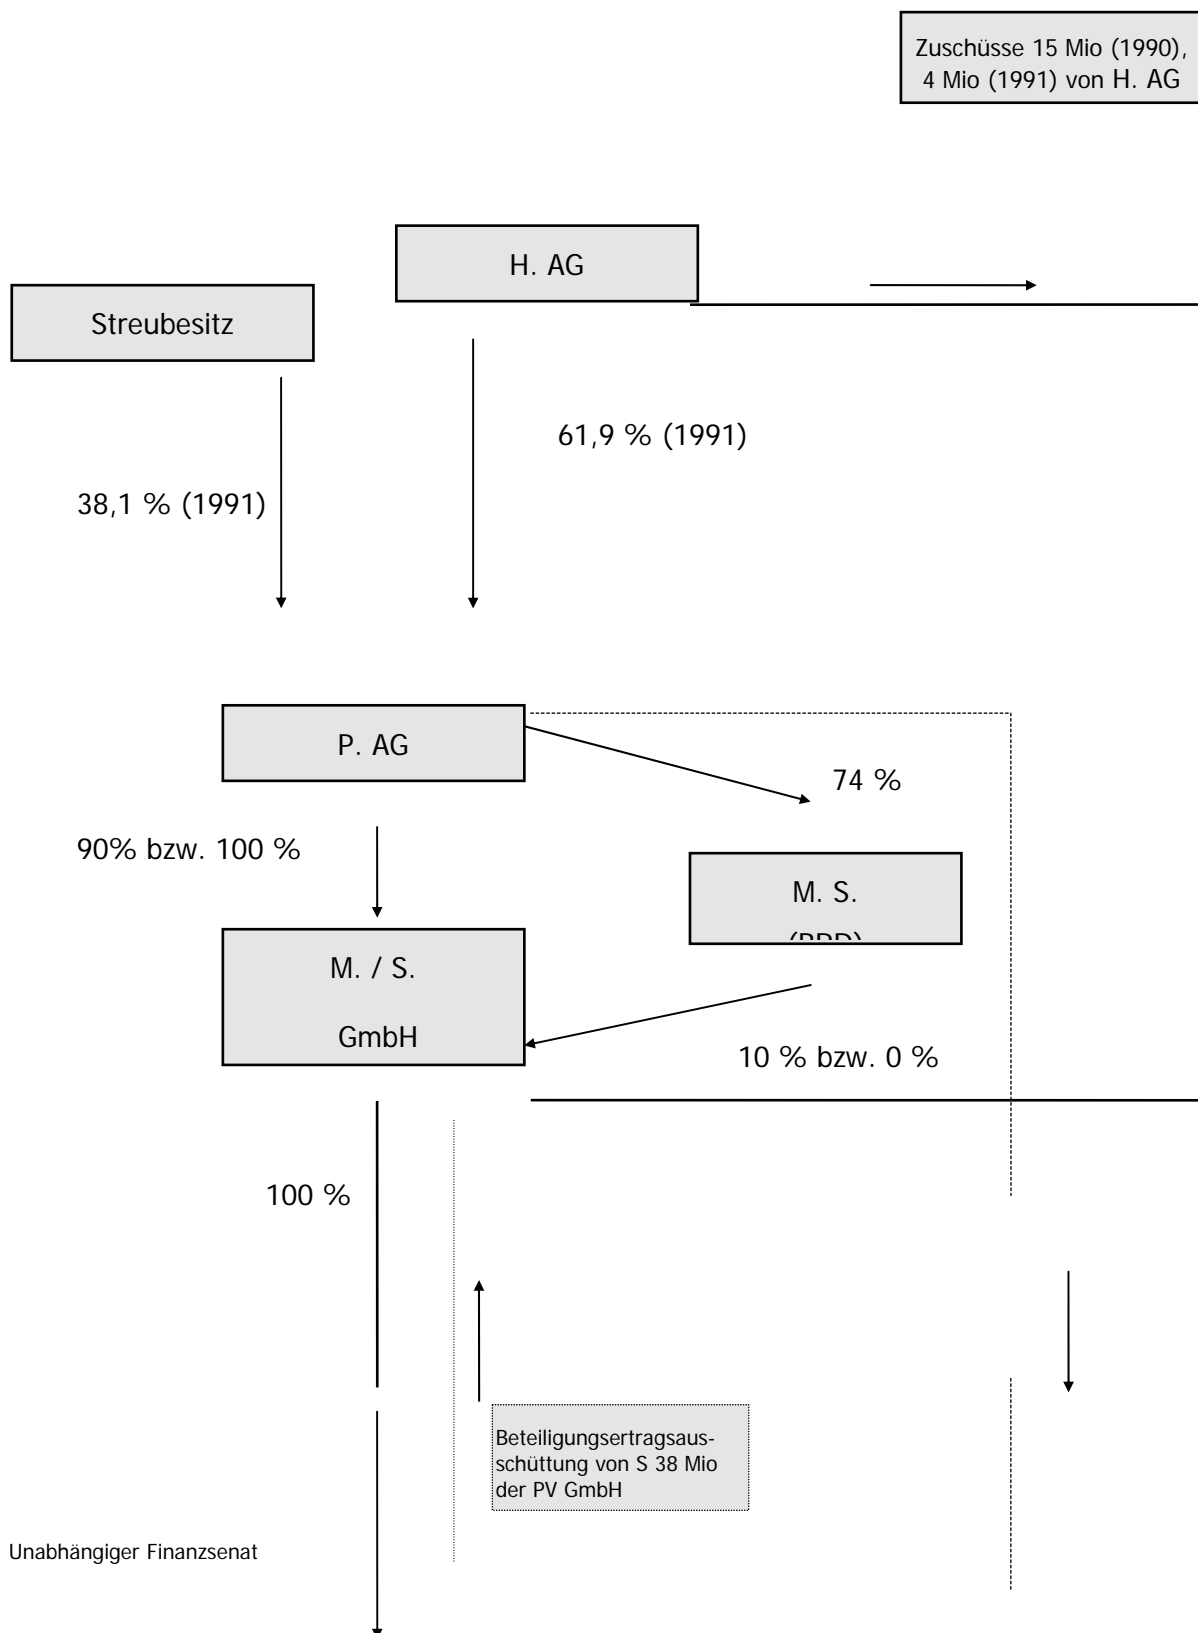 Zuschüsse 15 Mio (1990),
4 Mio (1991) von H. AG
H. AG
Streubesitz
61,9 % (1991)
38,1 % (1991)
P. AG
74 %
90% bzw. 100 %
M. S.
M. / S.
GmbH
10 % bzw. 0 %
100 %
Beteiligungsertragsaus-
schüttung von S 38 Mio
der PV GmbH
Unabhängiger Finanzsenat